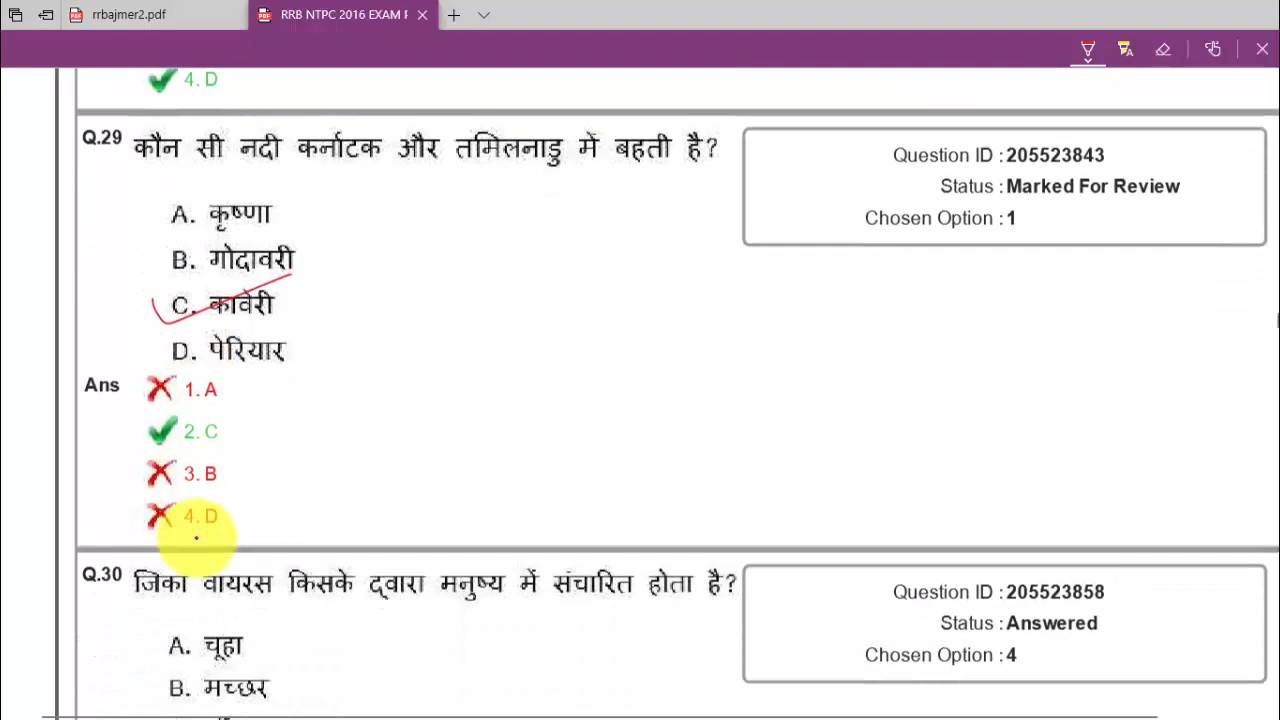 rrbajmer2.pdf
RRB NTPC 2016 EXAM F
4. D
Q.29 कौन सी नदी कर्नाटक और तमिलनाडु में बहती है?
A. कृष्णा
B. गोदावरी
C. कावेरी
D. पेरियार
Question ID : 205523843
Status : Marked For Review
Chosen Option : 1
Ans
1. A
2. C
3. B
4. D
Q.30 जिका वायरस किसके द्वारा मनुष्य में संचारित होता है?
A. चूहा
B. मच्छर
Question ID : 205523858
Status : Answered
Chosen Option : 4